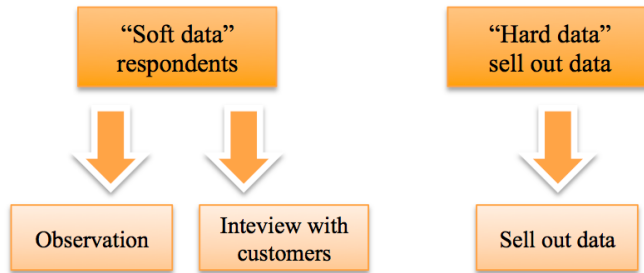 “Soft data”
respondents
“Hard data”
sell out data
Observation
Inteview with
customers
Sell out data